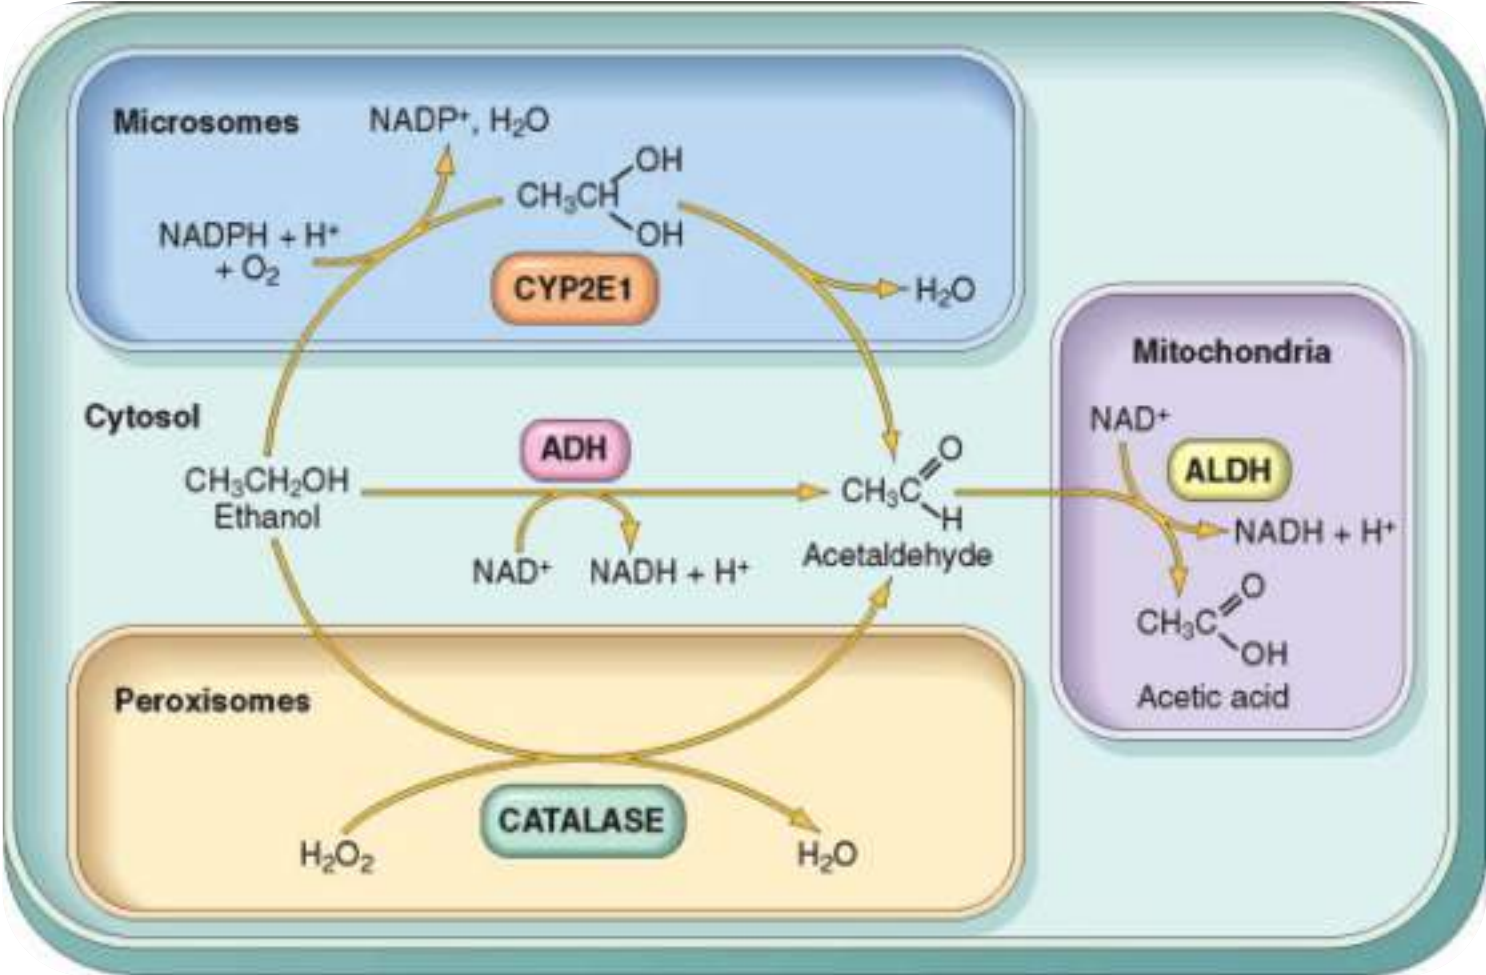 Microsomes
NADP⁺, H₂O
OH
CH₃CH
OH
NADPH + H⁺
+ O₂
CYP2E1
H₂O
Mitochondria
Cytosol
NAD⁺
ADH
ALDH
O
CH₃CH₂OH
CH₃C
H
Ethanol
NADH + H⁺
Acetaldehyde
NAD⁺
NADH + H⁺
O
CH₃C
OH
Acetic acid
Peroxisomes
CATALASE
H₂O₂
H₂O